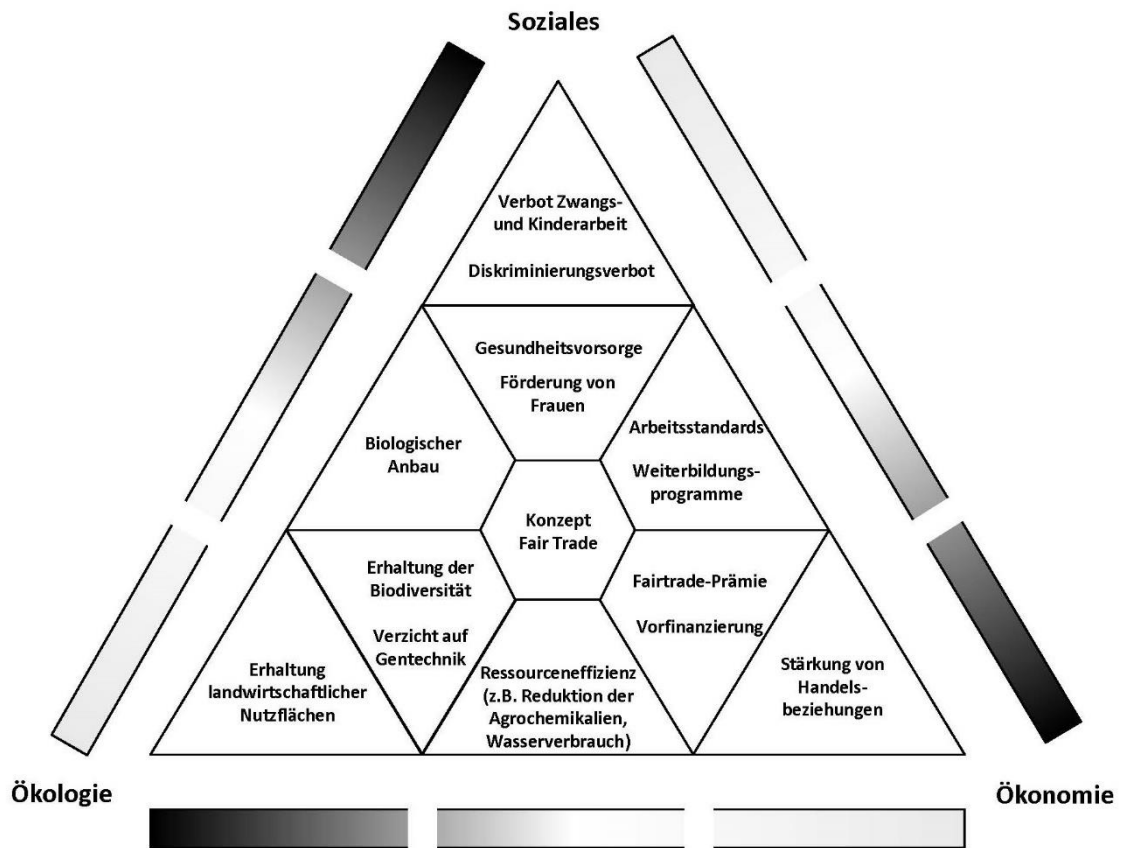 Soziales
Verbot Zwangs-
und Kinderarbeit
Diskriminierungsverbot
Gesundheitsvorsorge
Förderung von
Frauen
Biologischer
Anbau
Arbeitsstandards
Weiterbildungs-
programme
Konzept
Fair Trade
Erhaltung der
Biodiversität
Verzicht auf
Gentechnik
Fairtrade-Prämie
Vorfinanzierung
Erhaltung
landwirtschaftlicher
Nutzflächen
Ressourceneffizienz
(z.B. Reduktion der
Agrochemikalien,
Wasserverbrauch)
Stärkung von
Handels-
beziehungen
Ökologie
Ökonomie